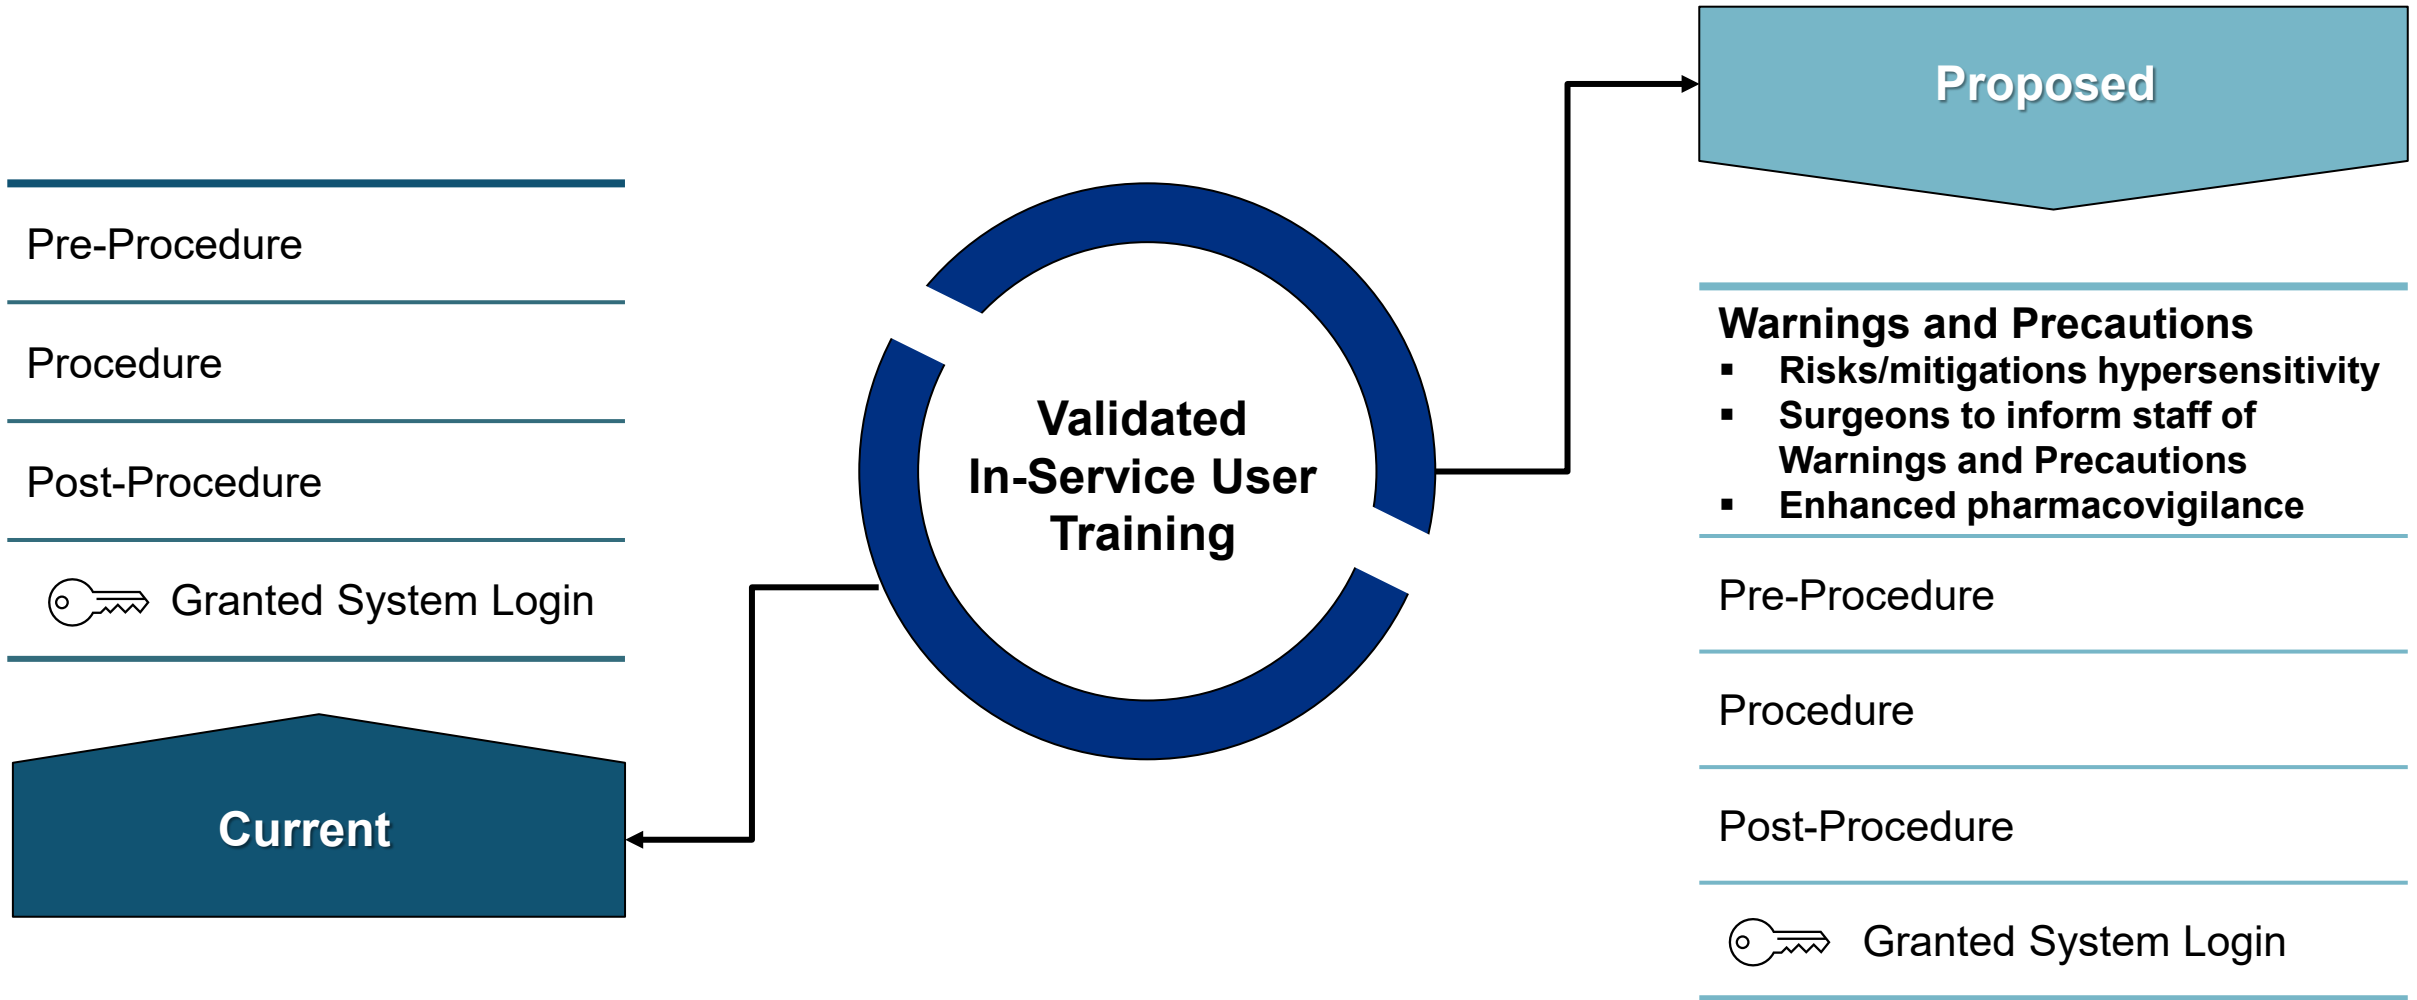 Pre-Procedure
Procedure
Post-Procedure
Granted System Login
Current
Validated
In-Service User
Training
Proposed
Warnings and Precautions
▪ Risks/mitigations hypersensitivity
▪ Surgeons to inform staff of
Warnings and Precautions
▪ Enhanced pharmacovigilance
Pre-Procedure
Procedure
Post-Procedure
Granted System Login